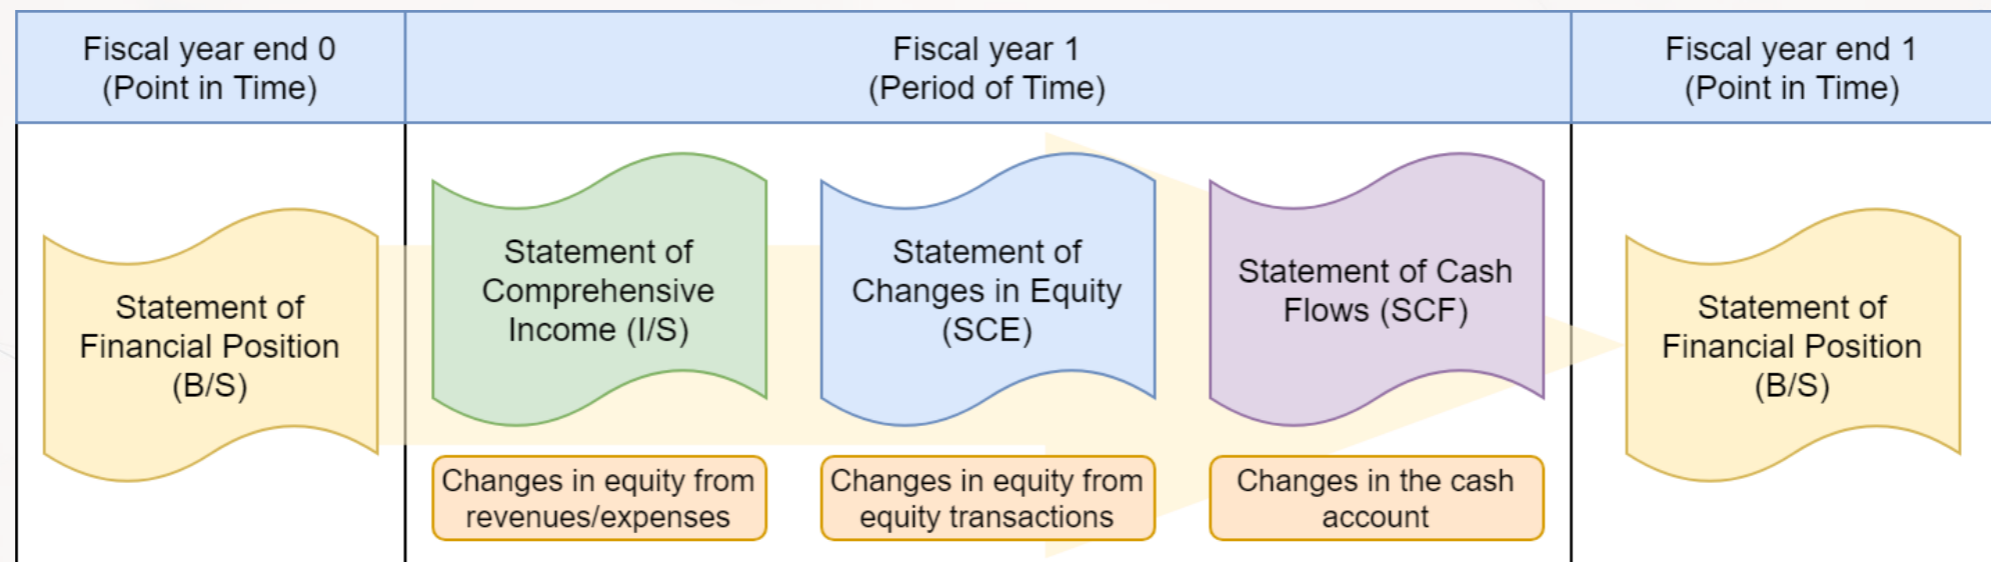 Fiscal year end 0
(Point in Time)
Fiscal year 1
(Period of Time)
Fiscal year end 1
(Point in Time)
Statement of
Financial Position
(B/S)
Statement of
Comprehensive
Income (I/S)
Statement of
Changes in Equity
(SCE)
Statement of Cash
Flows (SCF)
Statement of
Financial Position
(B/S)
Changes in equity from
revenues/expenses
Changes in equity from
equity transactions
Changes in the cash
account